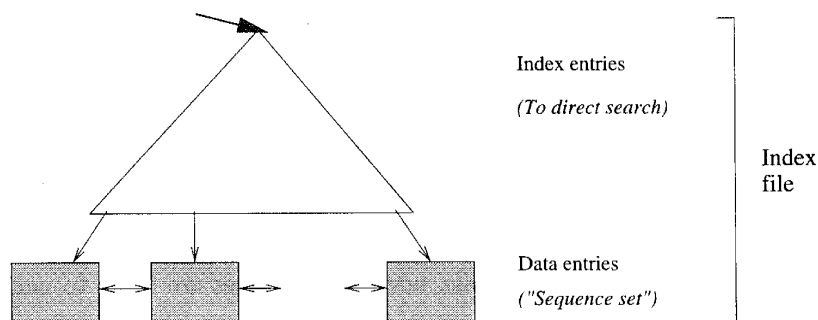 Index entries
(To direct search)
Index
file
Data entries
("Sequence set")